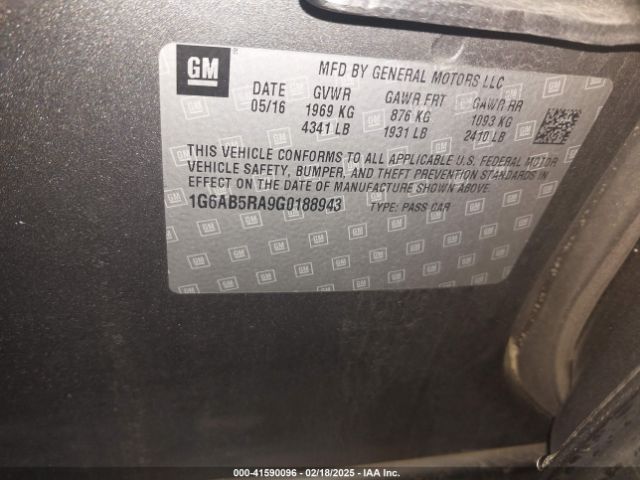 GM
MFD BY GENERAL MOTORS LLC
DATE GVWR GAWR FRT GAWR RR
05/16 1969 KG 876 KG 1093 KG
4341 LB 1931 LB 2410 LB
THIS VEHICLE CONFORMS TO ALL APPLICABLE U.S. FEDERAL MOTOR
VEHICLE SAFETY, BUMPER, AND THEFT PREVENTION STANDARDS IN
EFFECT ON THE DATE OF MANUFACTURE SHOWN ABOVE.
1G6AB5RA9G0188943 TYPE: PASS CAR
000-41590096 - 02/18/2025 - IAA Inc.